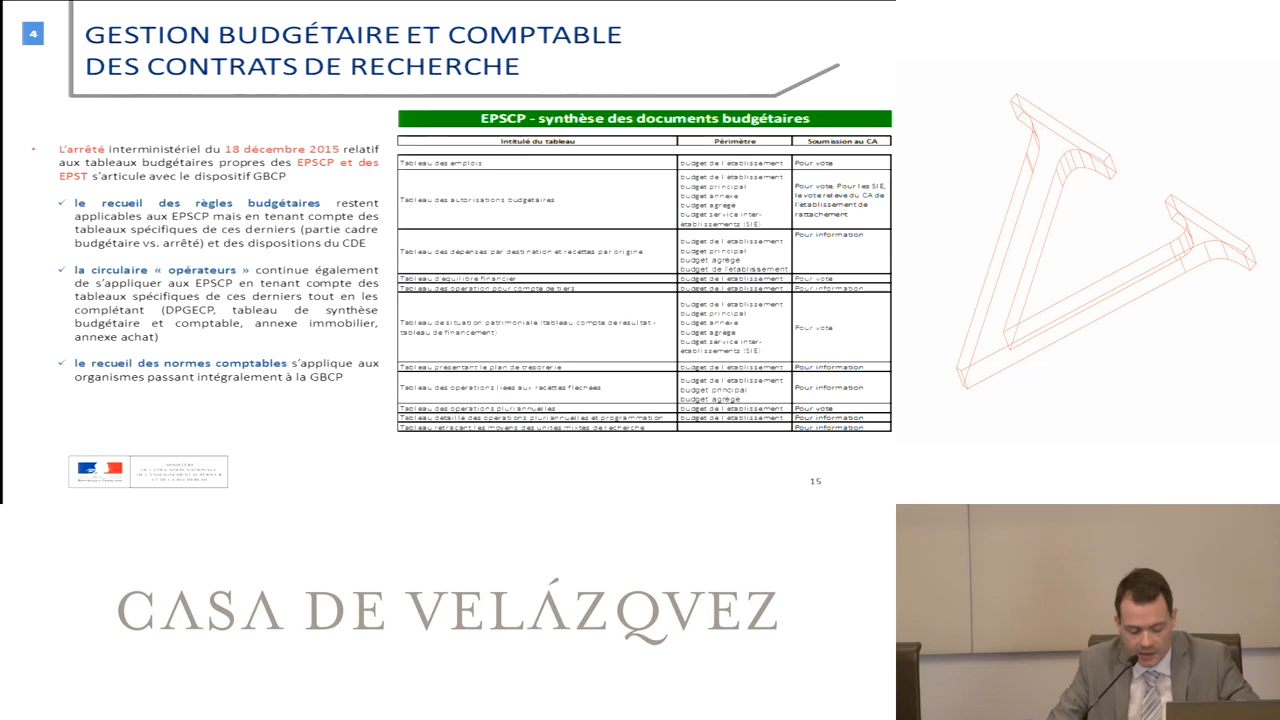 4
GESTION BUDGÉTAIRE ET COMPTABLE
DES CONTRATS DE RECHERCHE
L'arrêté interministériel du 18 décembre 2015 relatif
aux tableaux budgétaires propres des EPSCP et des
EPST s'articule avec le dispositif GBCP
le recueil des règles budgétaires restent
applicables aux EPSCP mais en tenant compte des
tableaux spécifiques de ces derniers (partie cadre
budgétaire vs. arrêté) et des dispositions du CDE
la circulaire « opérateurs » continue également
de s'appliquer aux EPSCP en tenant compte des
tableaux spécifiques de ces derniers tout en les
complétant (DPGECP, tableau de synthèse
budgétaire et comptable, annexe immobilier,
annexe achat)
le recueil des normes comptables s'applique aux
organismes passant intégralement à la GBCP
EPSCP - synthèse des documents budgétaires
Intitulé du tableau Périmètre Soumission au CA
Tableau des emplois budget de l'établissement Pour vote
Tableau des autorisations budgétaires
budget de l'établissement
budget principal
budget annexe
budget agrégé
budget service inter-
établissements (SIE)
Pour vote. Pour les SIE,
le vote relève du CA de
l'établissement de
rattachement
Tableau des dépenses par destination et recettes par origine
budget de l'établissement
budget principal
budget agrégé
budget de l'établissement
Pour information
Tableau d'équilibre financier budget de l'établissement Pour vote
Tableau des opération pour compte de tiers budget de l'établissement Pour information
Tableau de situation patrimoniale (tableau compte de résultat -
tableau de financement)
budget de l'établissement
budget principal
budget annexe
budget agrégé
budget service inter-
établissements (SIE)
Pour vote
Tableau présentant le plan de trésorerie budget de l'établissement Pour information
Tableau des opérations liées aux recettes fléchées
budget de l'établissement
budget principal
budget agrégé
Pour information
Tableau des opérations pluriannuelles budget de l'établissement Pour vote
Tableau détaillé des opérations pluriannuelles et programmation budget de l'établissement Pour information
Tableau retraçant les moyens des unités mixtes de recherche Pour information
RÉPUBLIQUE FRANÇAISE
MINISTÈRE
DE L'ÉDUCATION NATIONALE
DE L'ENSEIGNEMENT SUPÉRIEUR
ET DE LA RECHERCHE
15
CASA DE VELÁZQVEZ